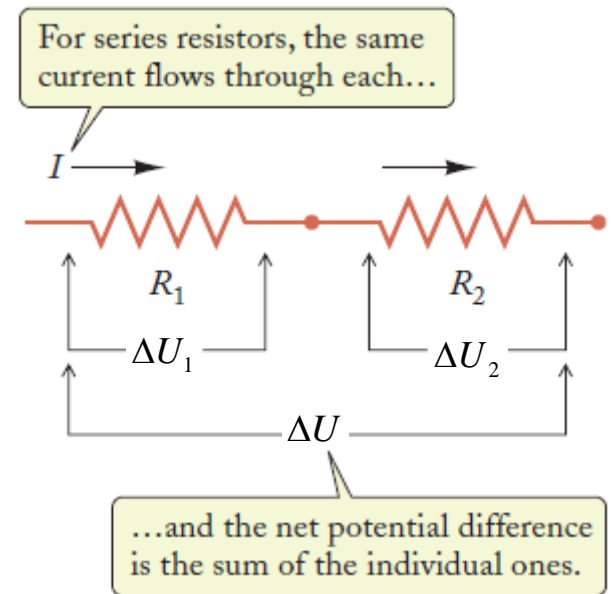 For series resistors, the same
current flows through each…
I
R₁ R₂
ΔU₁ ΔU₂
ΔU
…and the net potential difference
is the sum of the individual ones.